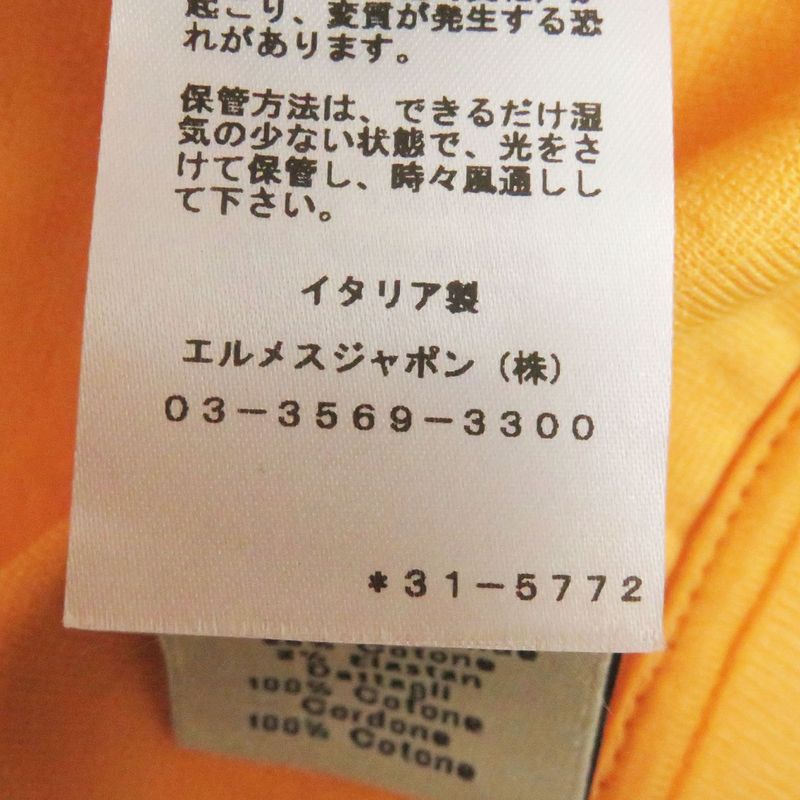 起こり、変質が発生する恐
れがあります。
保管方法は、できるだけ湿
気の少ない状態で、光をさ
けて保管し、時々風通しし
て下さい。
イタリア製
エルメスジャポン(株)
03-3569-3300
*31-5772
Cotone
2% Elastan
Dettagli
100% Cotone
Cordone
100% Cotone